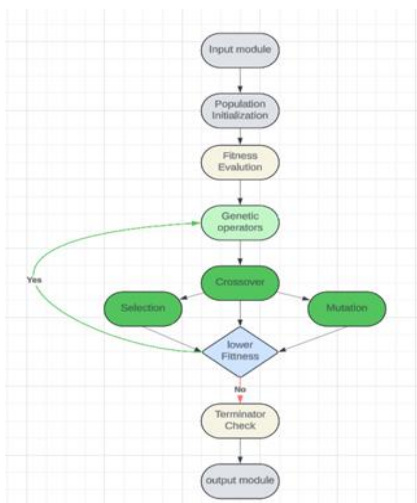 Input module
Population
Initialization
Fitness
Evalution
Genetic
operators
Crossover
Yes
Selection
Mutation
lower
Fittness
No
Terminator
Check
output module